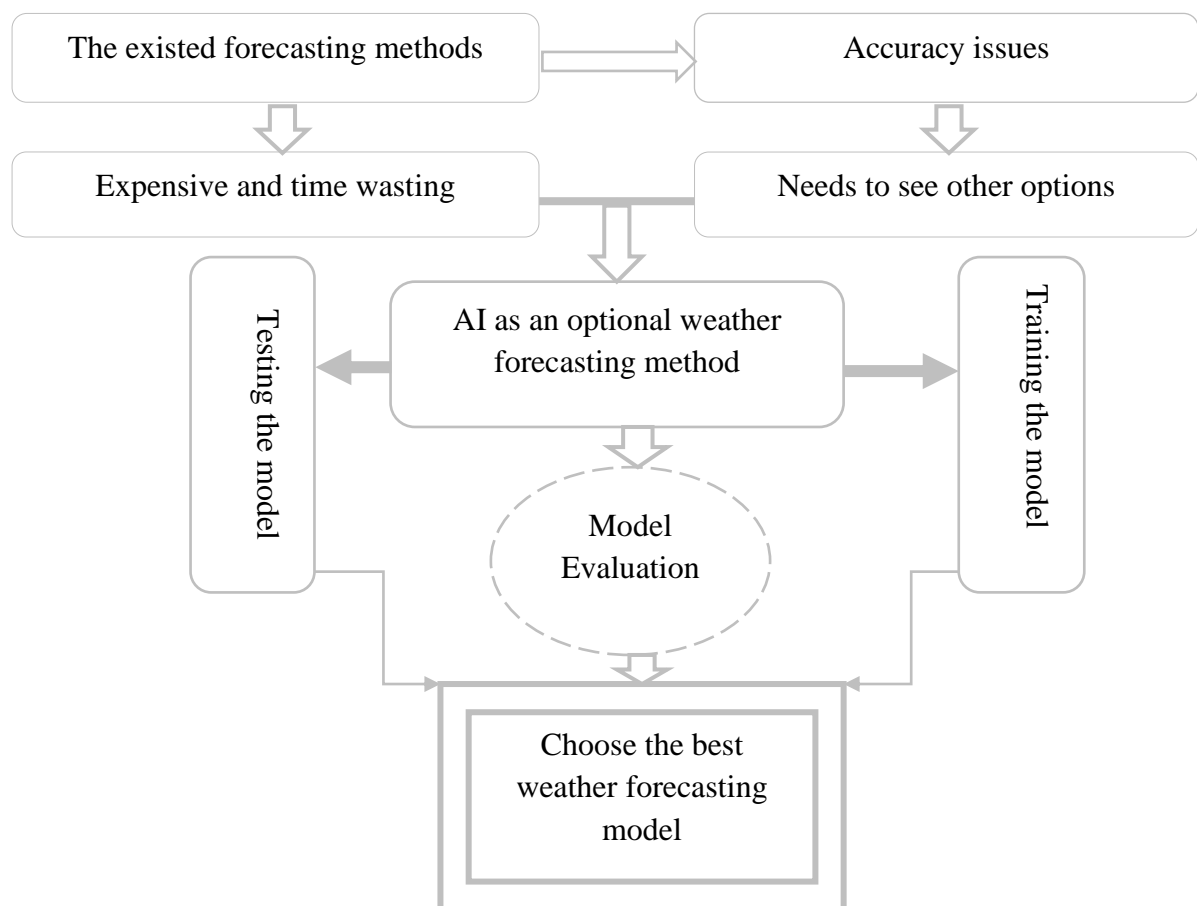 The existed forecasting methods
Accuracy issues
Expensive and time wasting
Needs to see other options
Testing the model
AI as an optional weather
forecasting method
Training the model
Model
Evaluation
Choose the best
weather forecasting
model